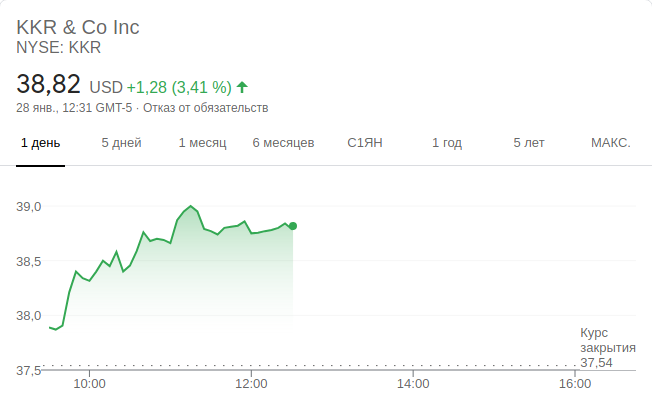 KKR & Co Inc
NYSE: KKR
38,82 USD +1,28 (3,41 %)
28 янв., 12:31 GMT-5 · Отказ от обязательств
1 день 5 дней 1 месяц 6 месяцев С1ЯН 1 год 5 лет МАКС.
39,0
38,5
38,0
Курс
закрытия
37,54
37,5
10:00 12:00 14:00 16:00